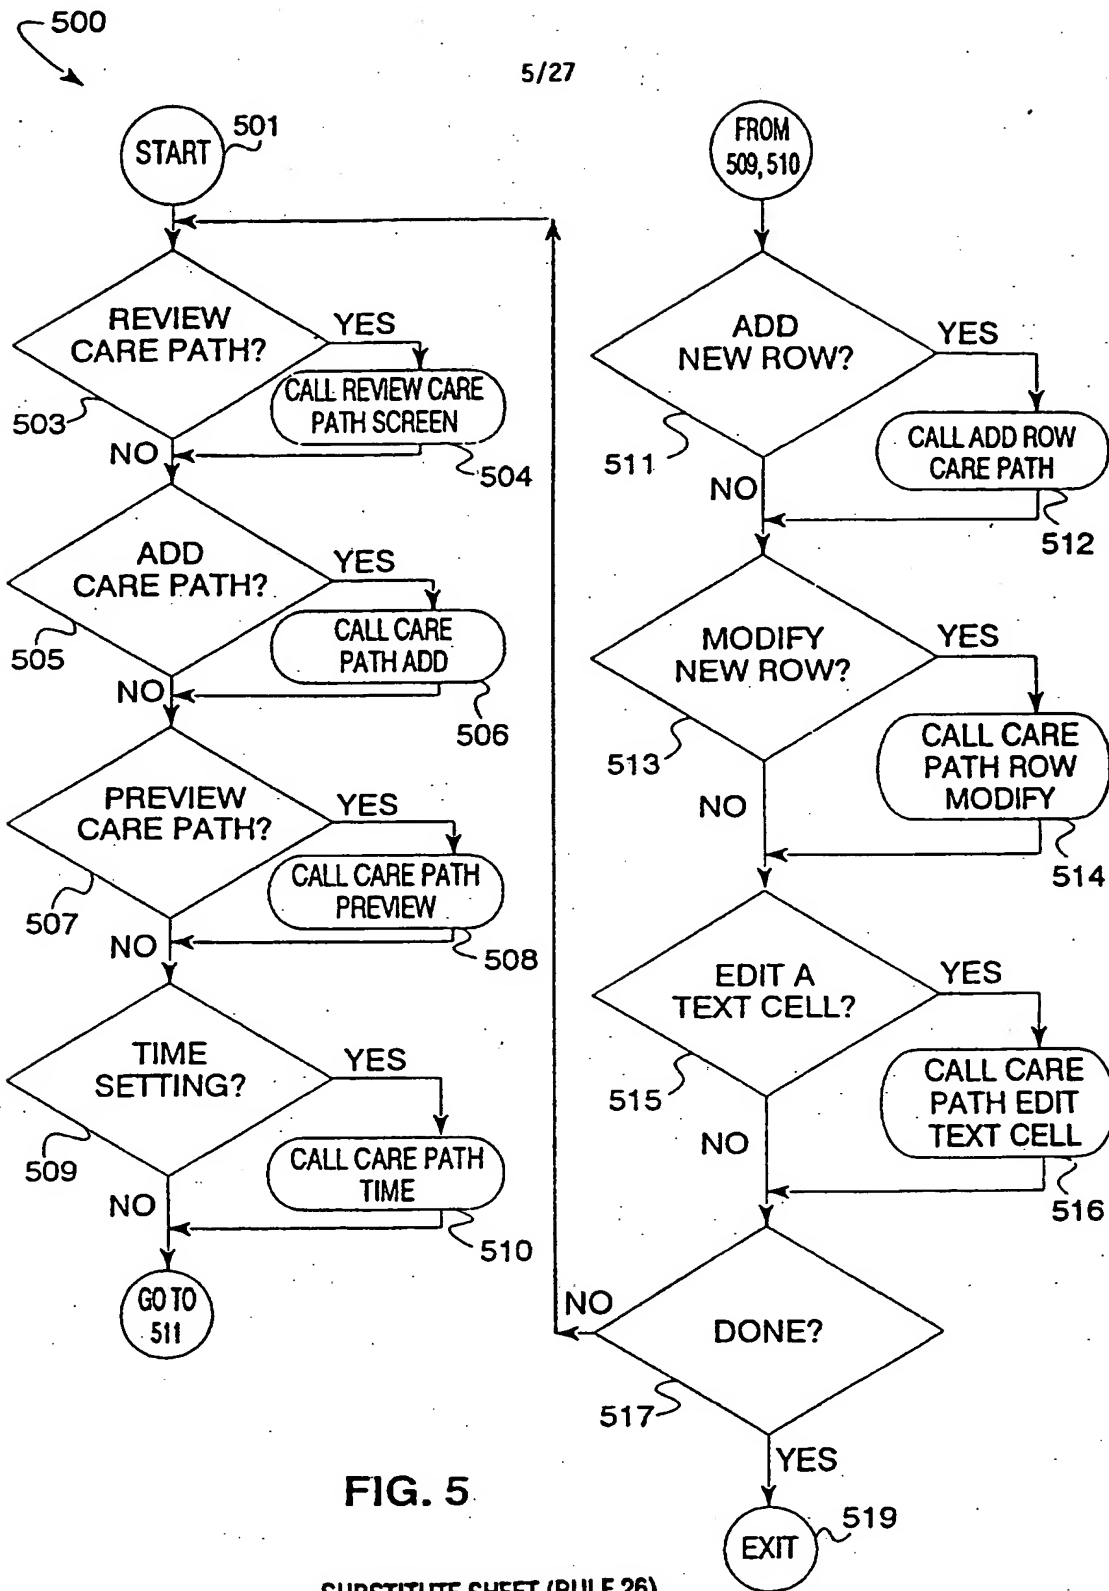 500
5/27
START
501
REVIEW
CARE PATH?
YES
503
CALL REVIEW CARE
PATH SCREEN
NO
504
ADD
CARE PATH?
YES
505
CALL CARE
PATH ADD
NO
506
PREVIEW
CARE PATH?
YES
507
CALL CARE PATH
PREVIEW
NO
508
TIME
SETTING?
YES
509
CALL CARE PATH
TIME
NO
510
GO TO
511
FROM
509, 510
ADD
NEW ROW?
YES
511
CALL ADD ROW
CARE PATH
NO
512
MODIFY
NEW ROW?
YES
513
CALL CARE
PATH ROW
MODIFY
NO
514
EDIT A
TEXT CELL?
YES
515
CALL CARE
PATH EDIT
TEXT CELL
NO
516
DONE?
NO
517
YES
EXIT
519
FIG. 5
SUBSTITUTE SHEET (RULE 26)